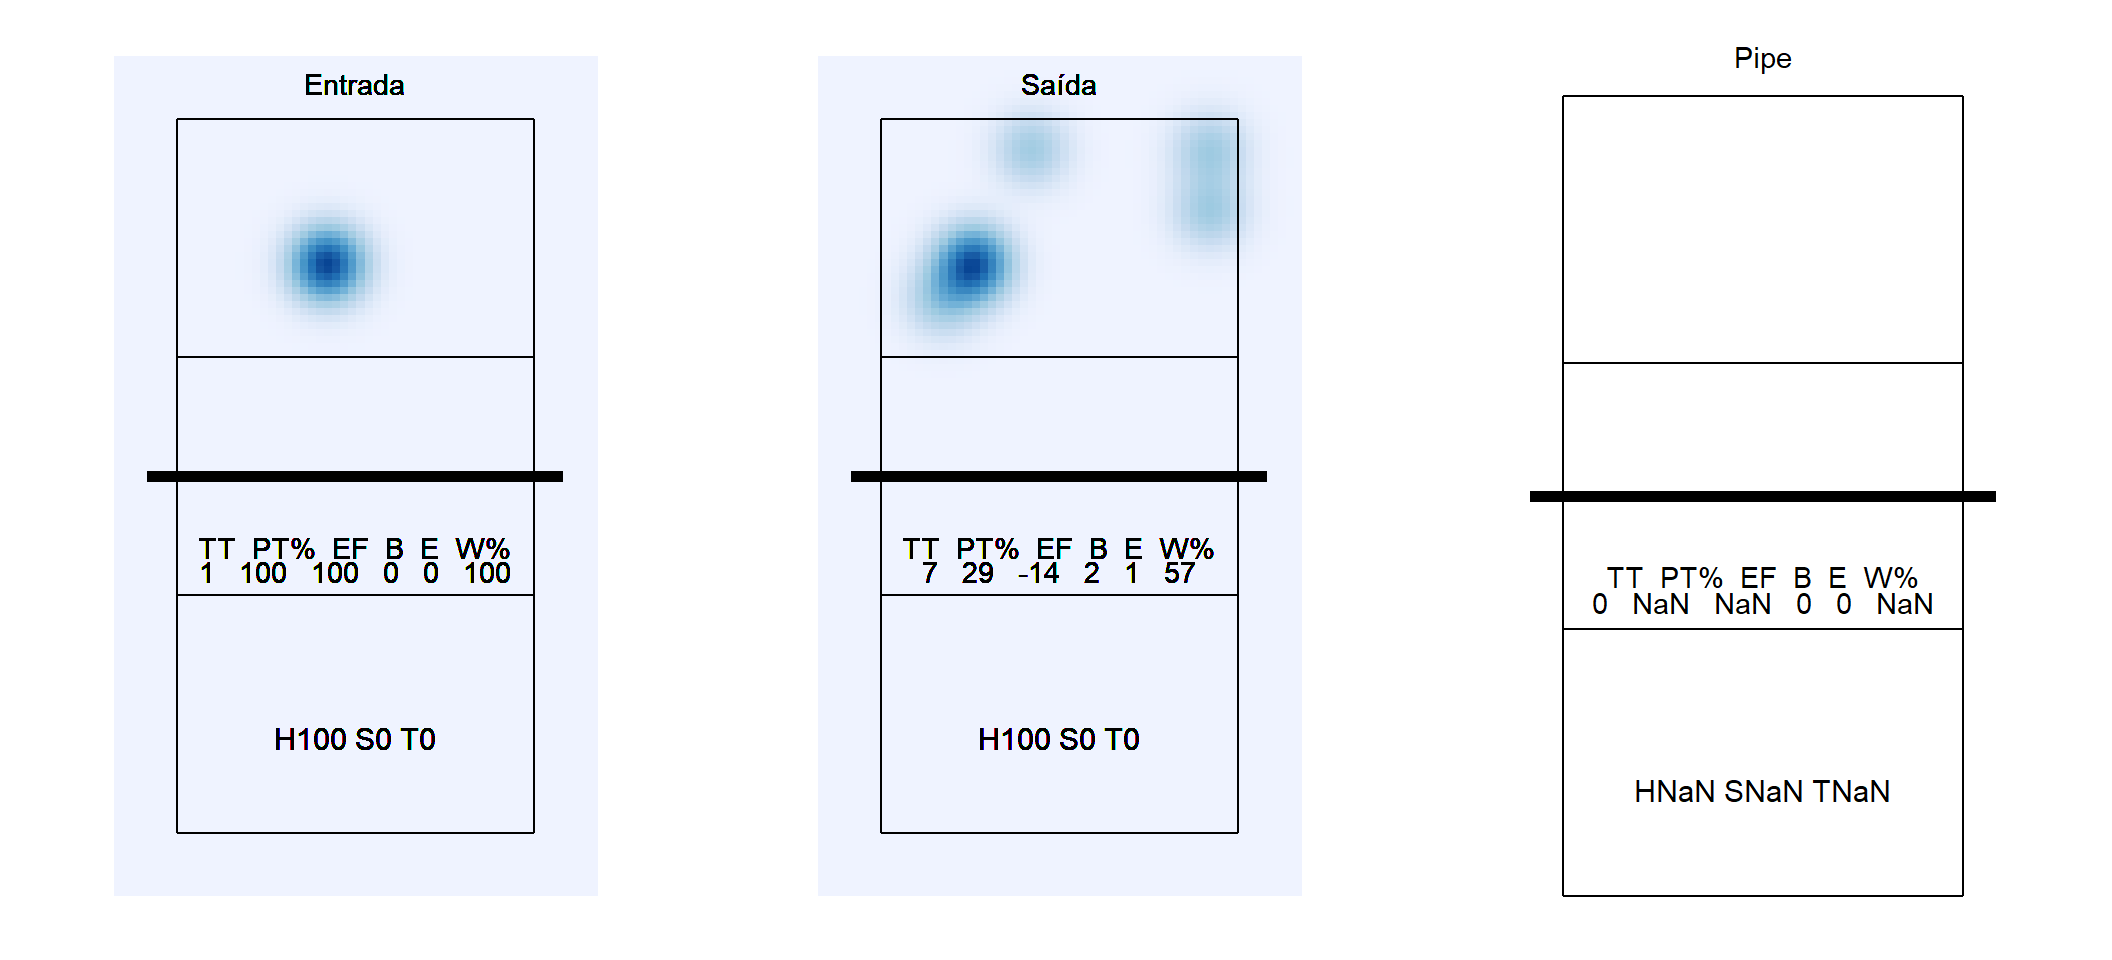 Entrada
TT PT% EF B E W%
1 100 100 0 0 100
H100 S0 T0
Saída
TT PT% EF B E W%
7 29 -14 2 1 57
H100 S0 T0
Pipe
TT PT% EF B E W%
0 NaN NaN 0 0 NaN
HNaN SNaN TNaN